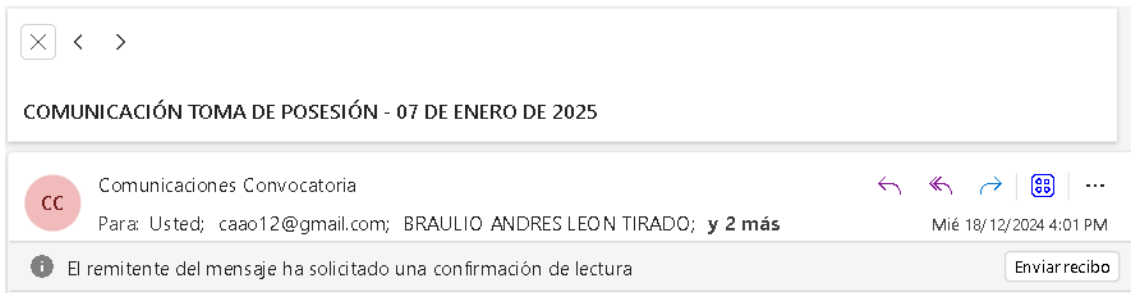 COMUNICACIÓN TOMA DE POSESIÓN - 07 DE ENERO DE 2025
CC
Comunicaciones Convocatoria
Para: Usted; caao12@gmail.com; BRAULIO ANDRES LEON TIRADO; y 2 más
Mié 18/12/2024 4:01 PM
El remitente del mensaje ha solicitado una confirmación de lectura
Enviar recibo